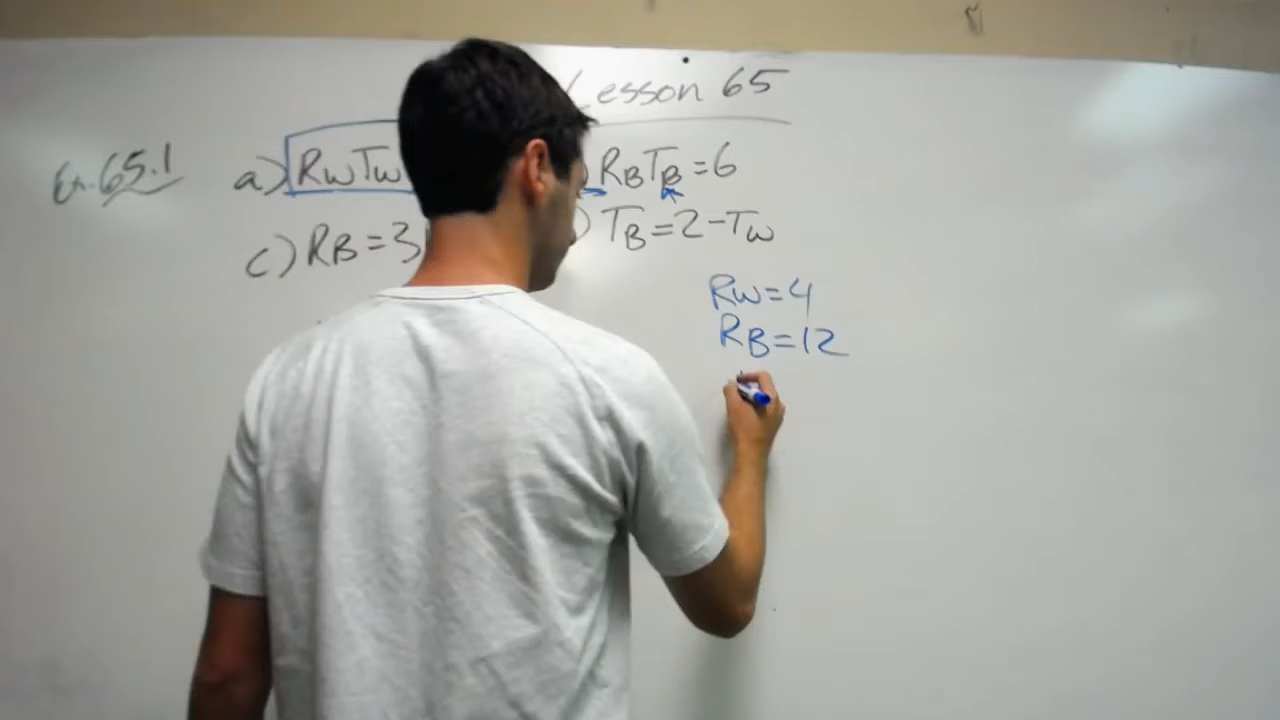 Lesson 65
Ex. 65.1
a) RwTw
RBTB=6
c) RB=3
) TB=2-Tw
Rw=4
RB=12